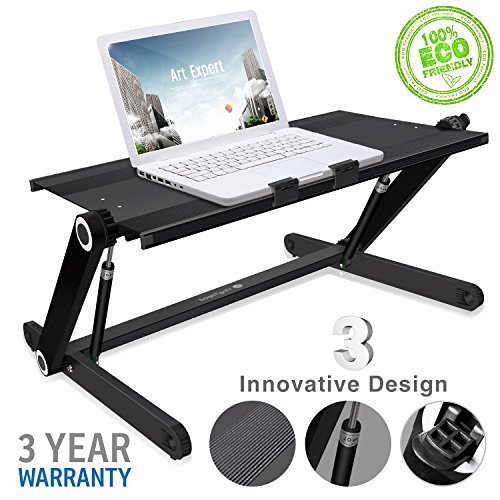 100%
ECO
FRIENDLY
Art Expert
3
Innovative Design
3 YEAR
WARRANTY